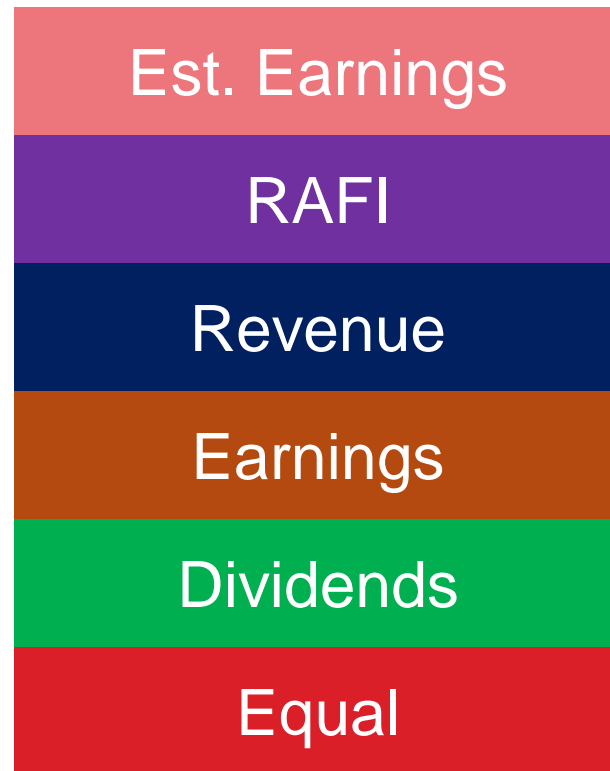 Est. Earnings
RAFI
Revenue
Earnings
Dividends
Equal